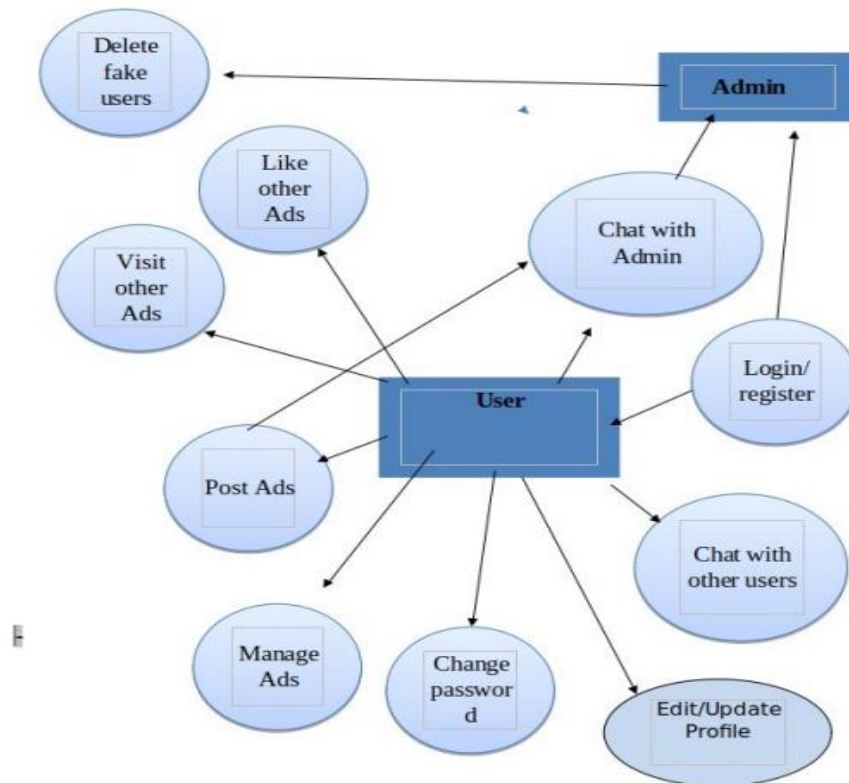 Delete
fake
users
Admin
Like
other
Ads
Chat with
Admin
Visit
other
Ads
Login/
register
User
Post Ads
Chat with
other users
Manage
Ads
Change
passwor
d
Edit/Update
Profile